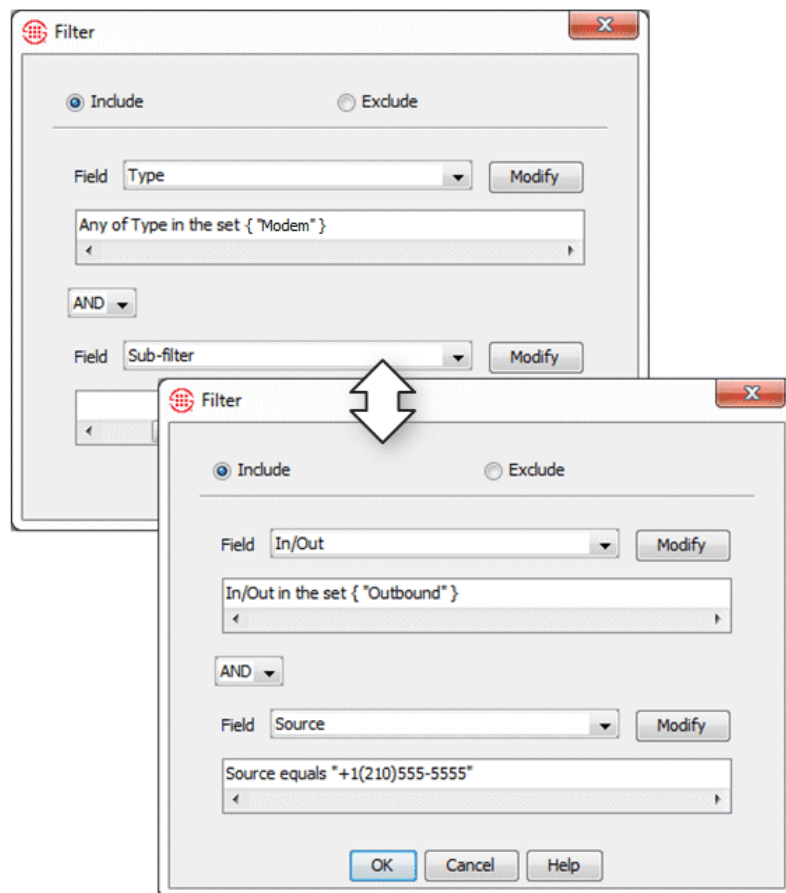 Filter
Include Exclude
Field Type Modify
Any of Type in the set { "Modem" }
AND
Field Sub-filter Modify
Filter
Include Exclude
Field In/Out Modify
In/Out in the set { "Outbound" }
AND
Field Source Modify
Source equals "+1(210)555-5555"
OK Cancel Help